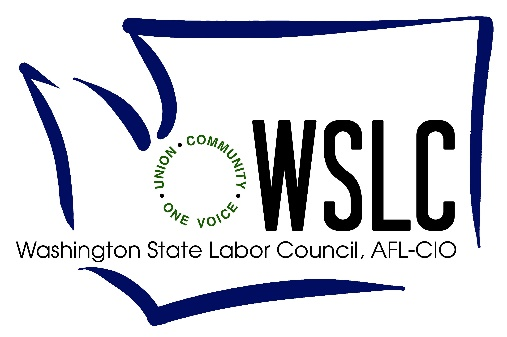 UNION • COMMUNITY • ONE VOICE •
WSLC
Washington State Labor Council, AFL-CIO